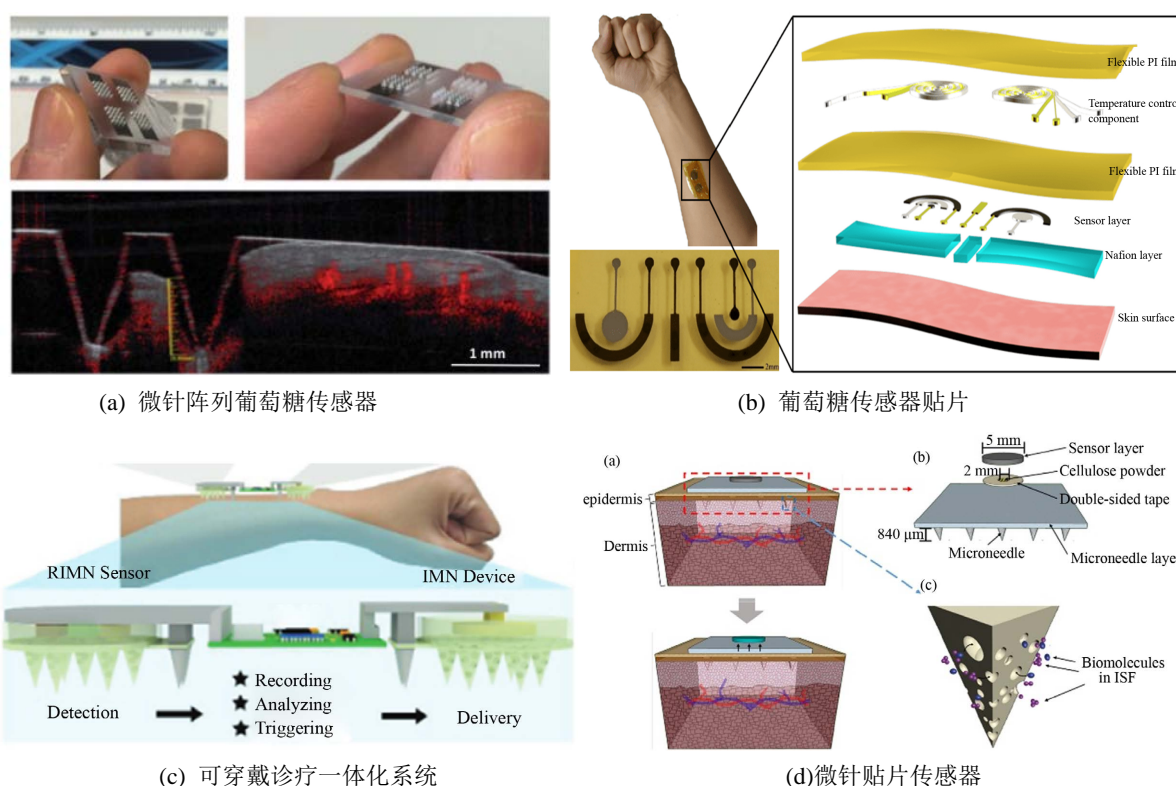 1 mm
Flexible PI film
Temperature control
component
Flexible PI film
Sensor layer
Nafion layer
Skin surface
2mm
(a) 微针阵列葡萄糖传感器
(b) 葡萄糖传感器贴片
RIMN Sensor
IMN Device
Detection
★ Recording
★ Analyzing
★ Triggering
Delivery
(a)
epidermis
Dermis
(b)
5 mm
Sensor layer
2 mm
Cellulose powder
Double-sided tape
840 μm
Microneedle
Microneedle layer
(c)
Biomolecules
in ISF
(c) 可穿戴诊疗一体化系统
(d)微针贴片传感器